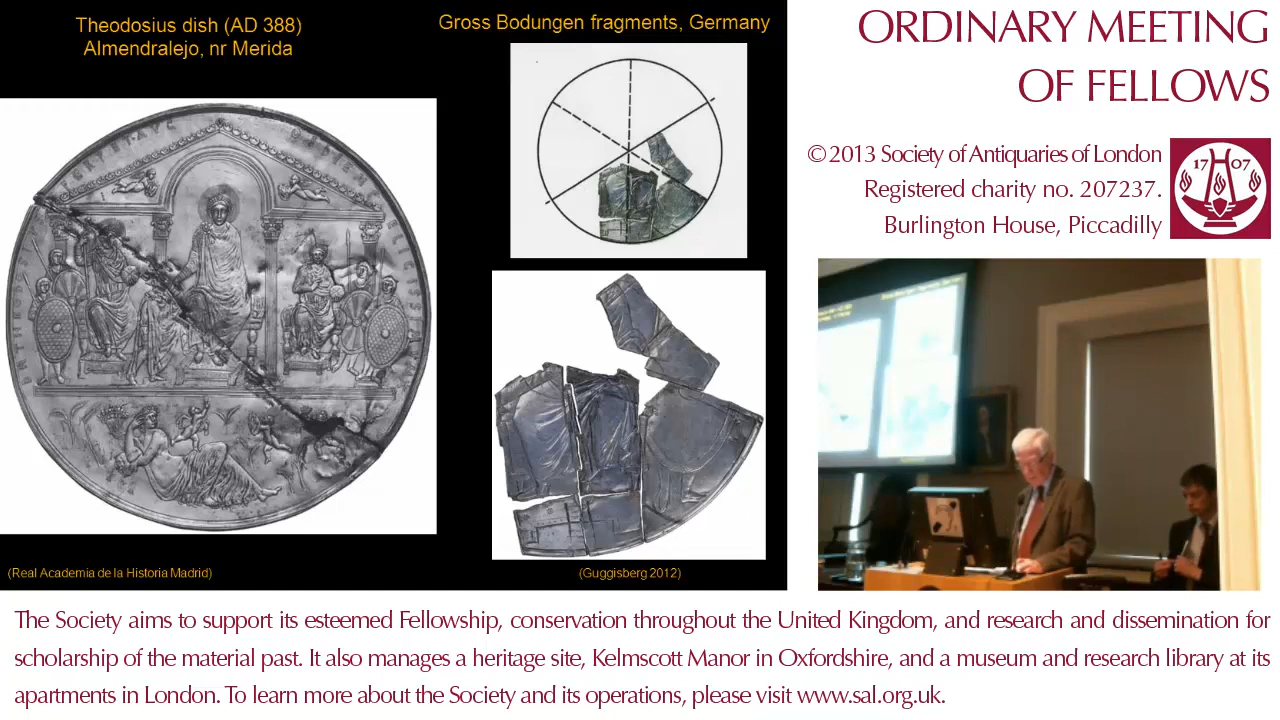 Theodosius dish (AD 388)
Almendralejo, nr Merida
Gross Bodungen fragments, Germany
(Real Academia de la Historia Madrid)
(Guggisberg 2012)
ORDINARY MEETING
OF FELLOWS
© 2013 Society of Antiquaries of London
Registered charity no. 207237.
Burlington House, Piccadilly
17 07
The Society aims to support its esteemed Fellowship, conservation throughout the United Kingdom, and research and dissemination for
scholarship of the material past. It also manages a heritage site, Kelmscott Manor in Oxfordshire, and a museum and research library at its
apartments in London. To learn more about the Society and its operations, please visit www.sal.org.uk.